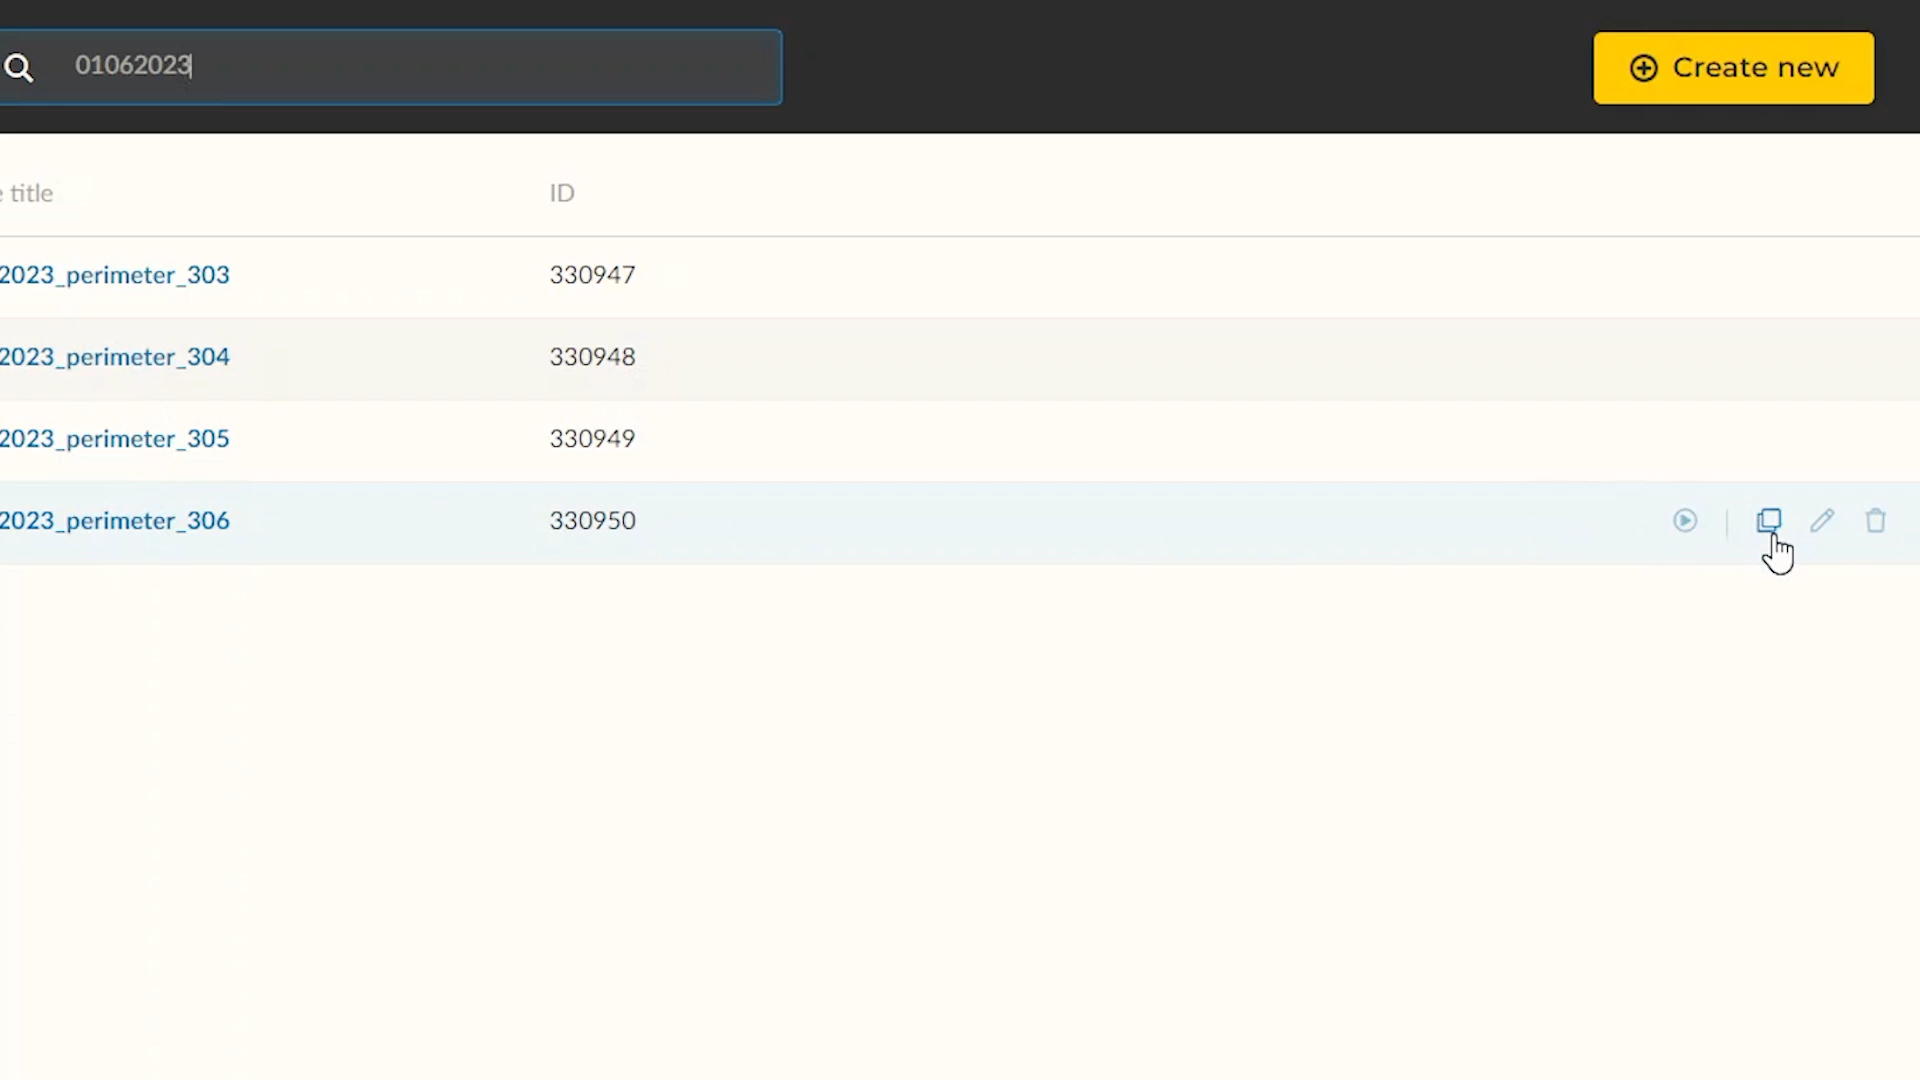 01062023
Create new
title
ID
2023_perimeter_303
330947
2023_perimeter_304
330948
2023_perimeter_305
330949
2023_perimeter_306
330950